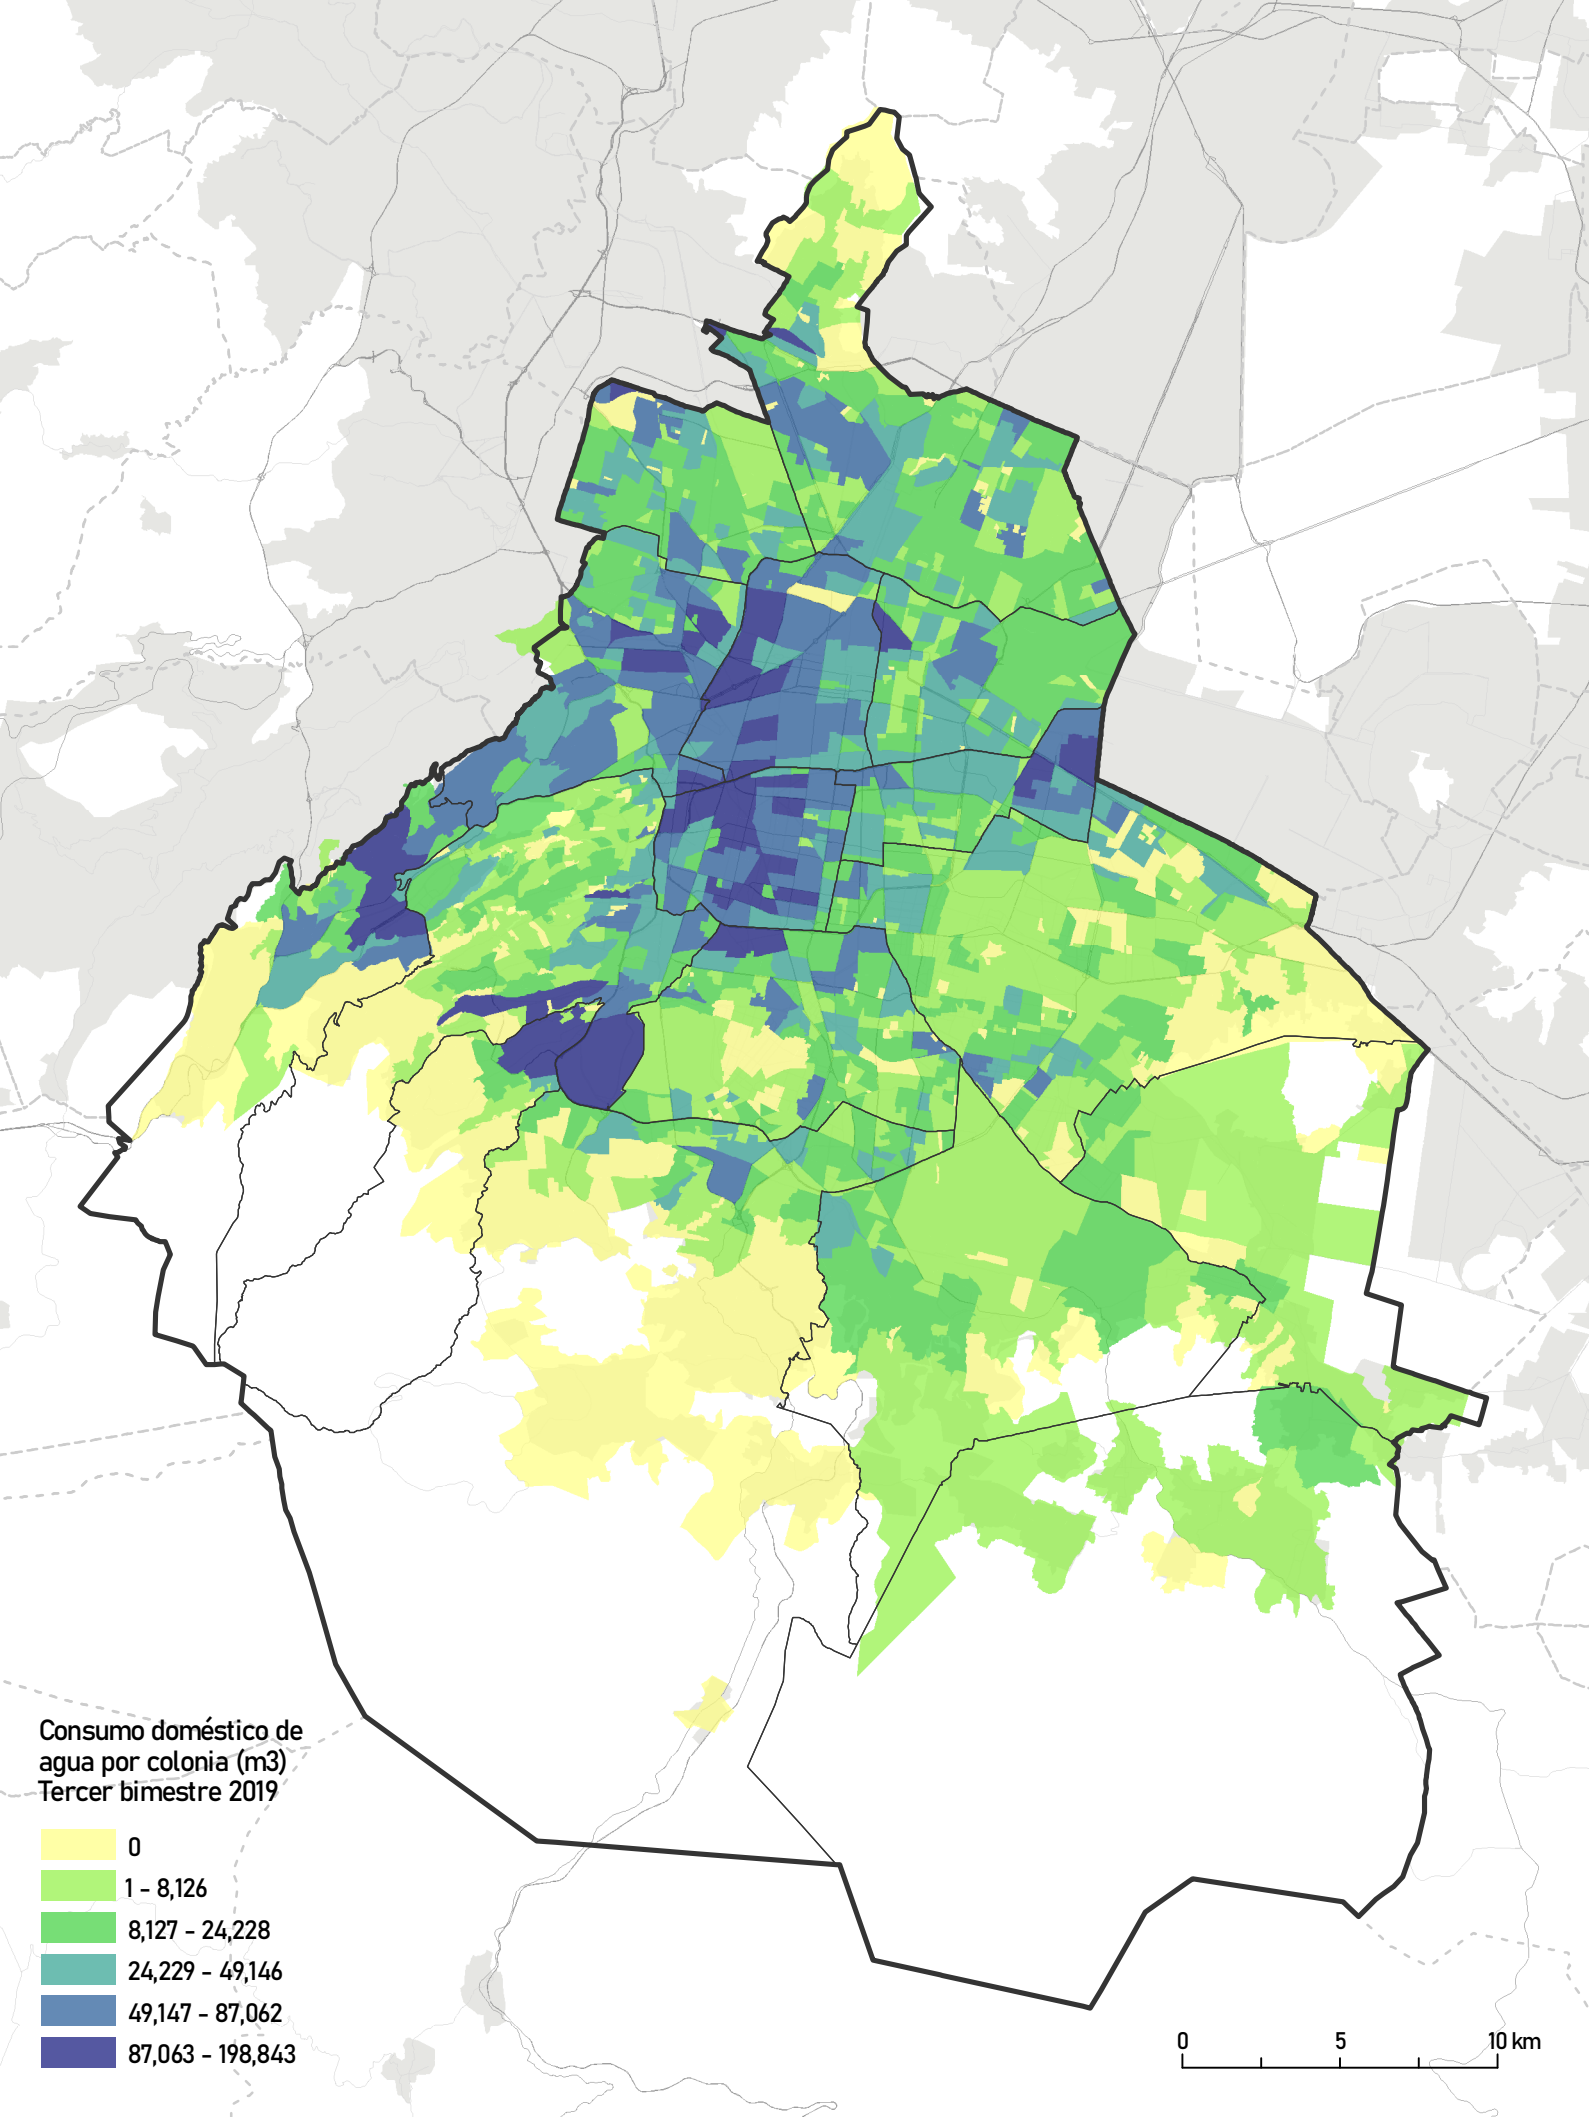 Consumo doméstico de
agua por colonia (m3)
Tercer bimestre 2019
0
1 - 8,126
8,127 - 24,228
24,229 - 49,146
49,147 - 87,062
87,063 - 198,843
0 5 10 km